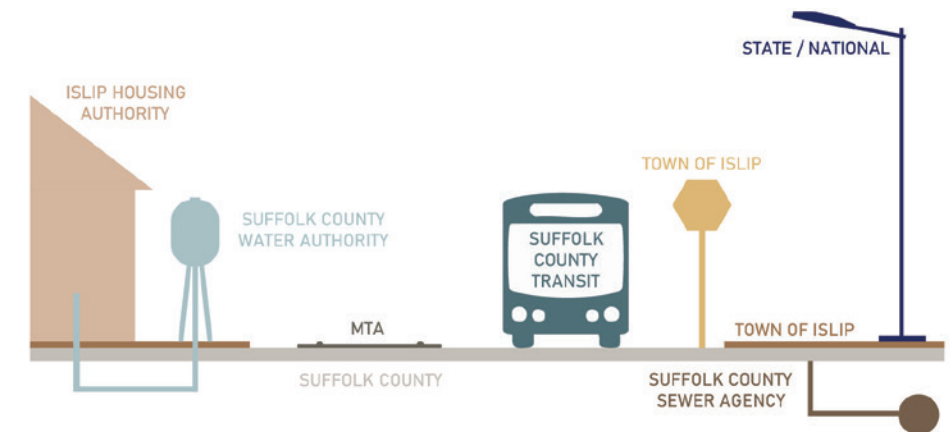 STATE / NATIONAL
ISLIP HOUSING
AUTHORITY
TOWN OF ISLIP
SUFFOLK COUNTY
WATER AUTHORITY
SUFFOLK
COUNTY
TRANSIT
MTA
TOWN OF ISLIP
SUFFOLK COUNTY
SUFFOLK COUNTY
SEWER AGENCY